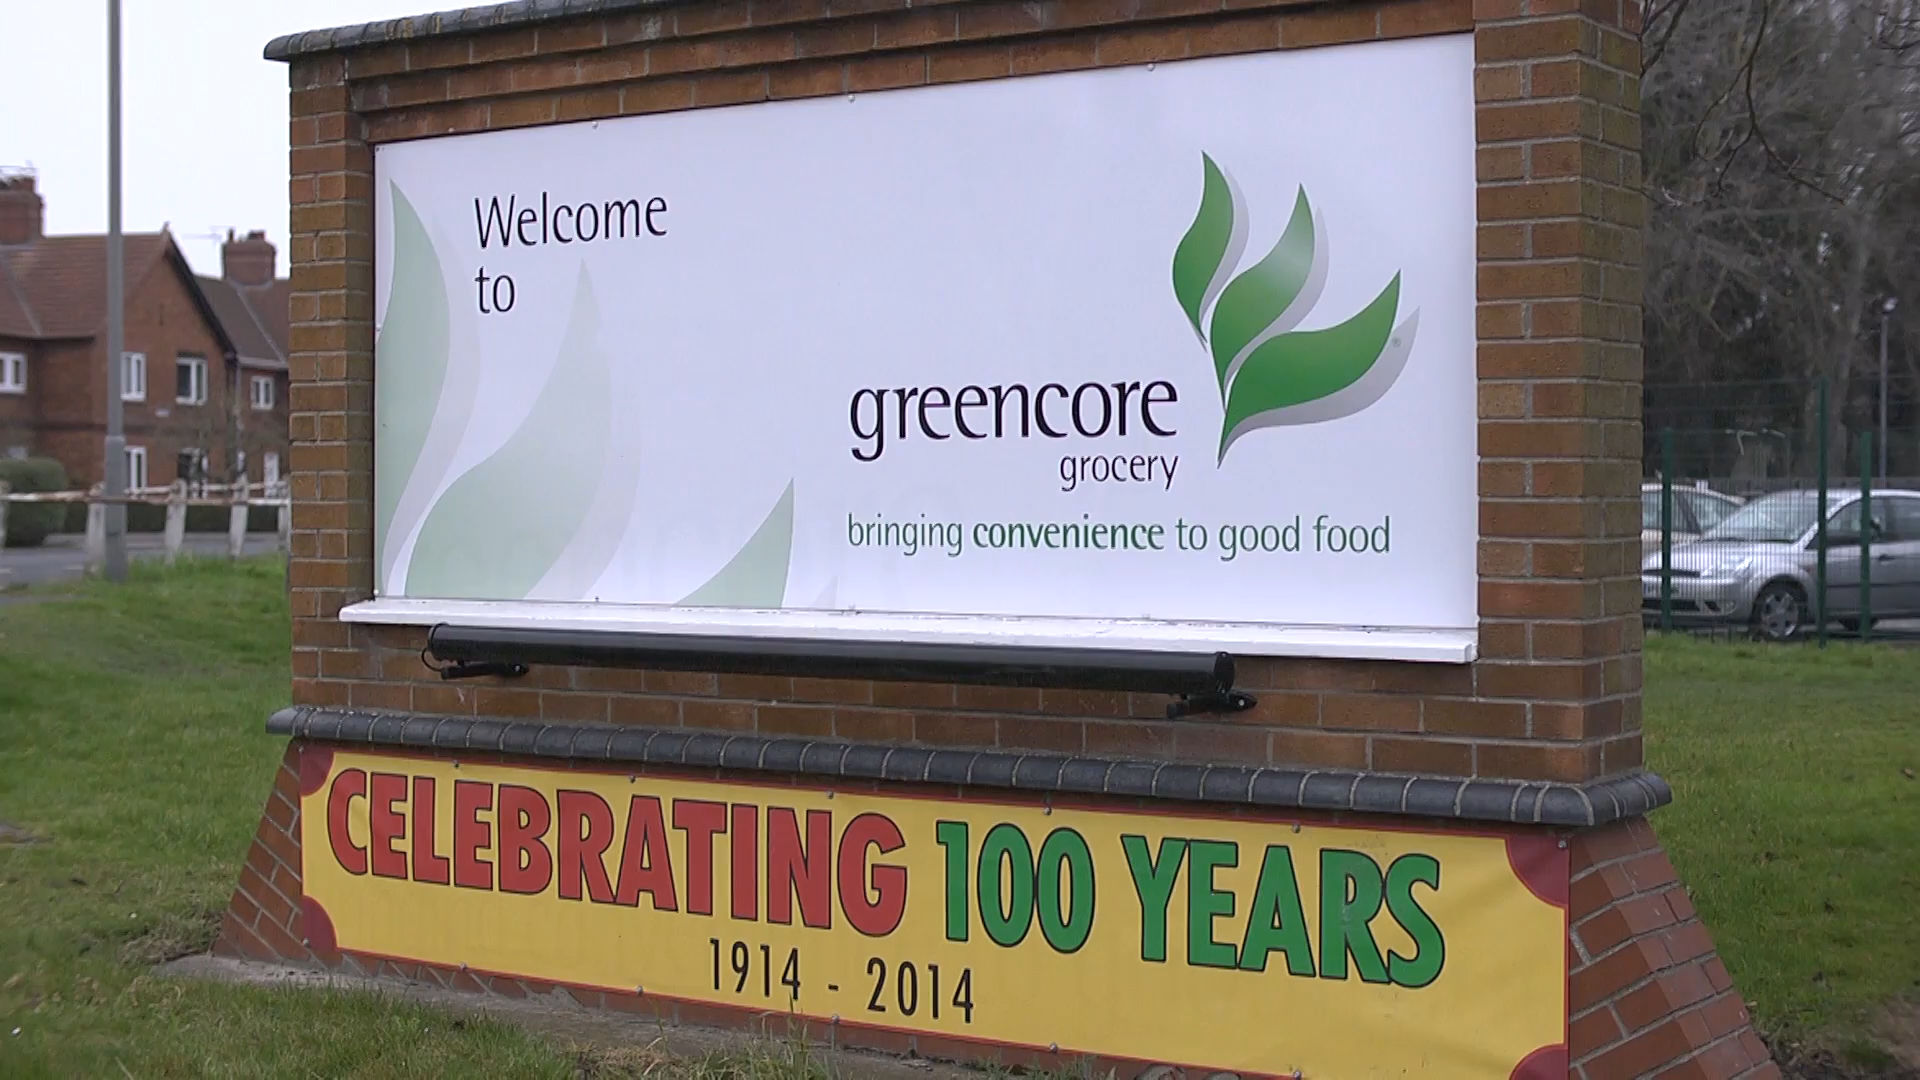 Welcome
to
greencore
grocery
bringing convenience to good food
CELEBRATING 100 YEARS
1914 - 2014